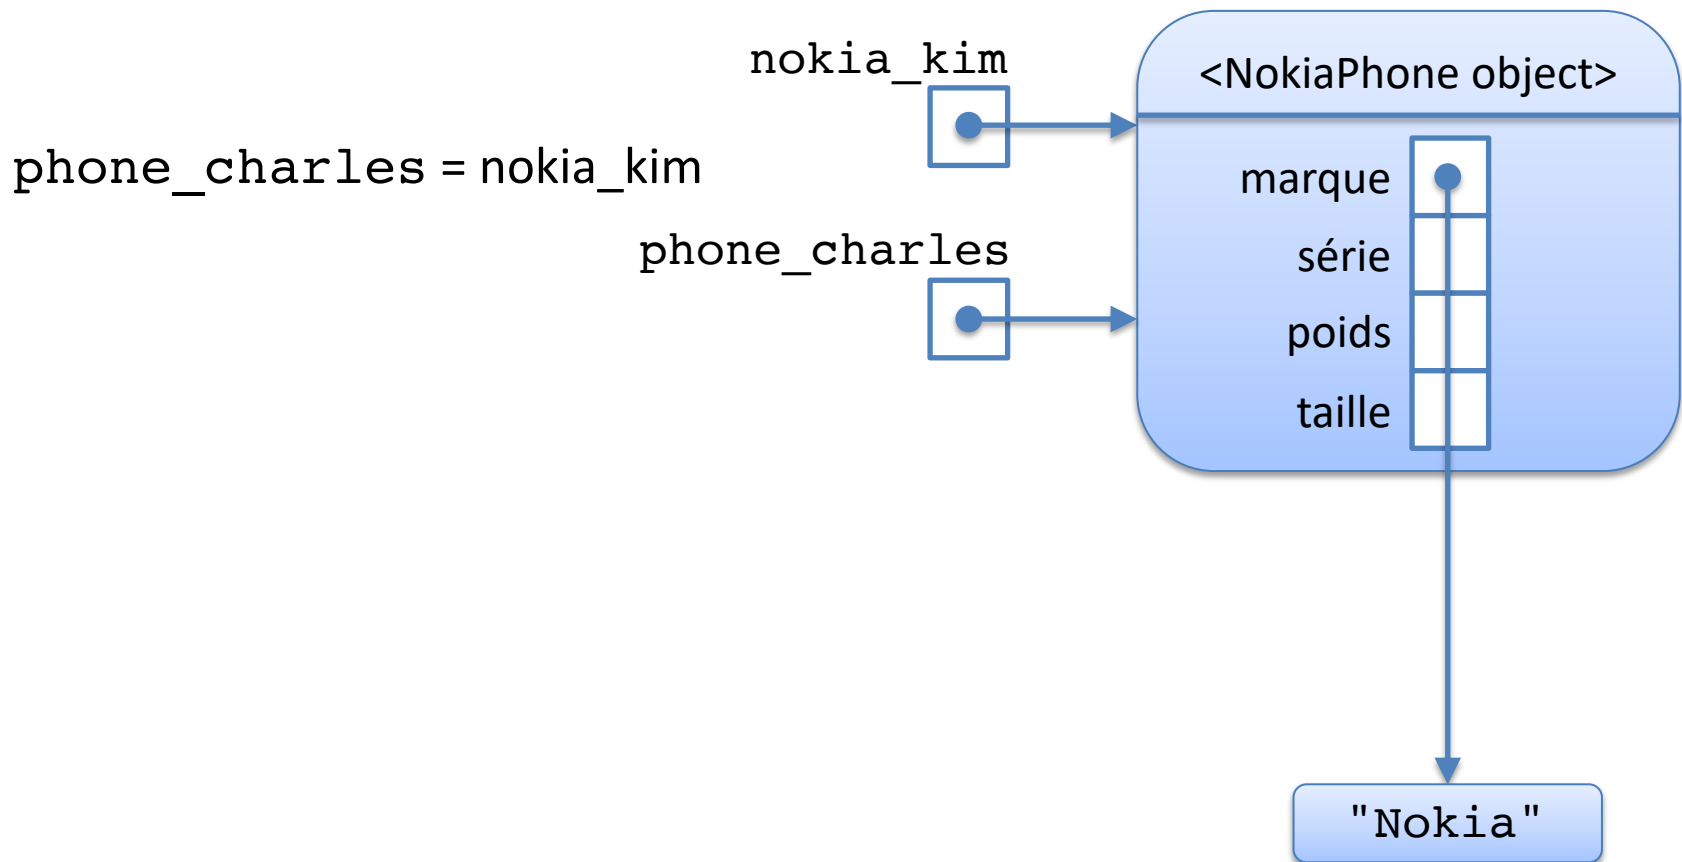 nokia_kim
<NokiaPhone object>
phone_charles = nokia_kim
marque
phone_charles
série
poids
taille
"Nokia"